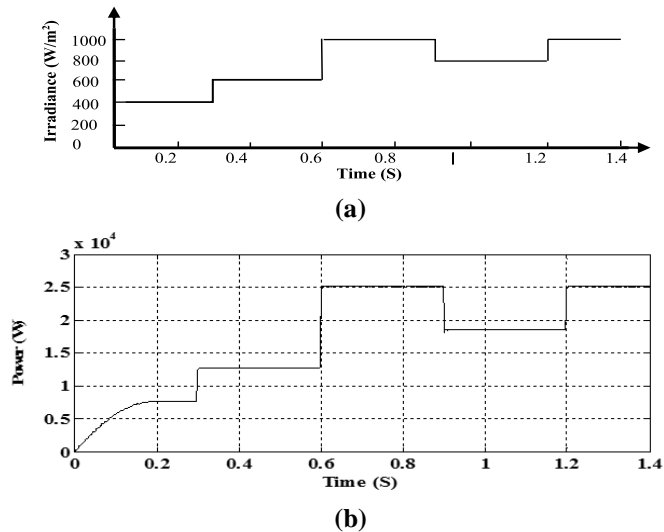 Irradiance (W/m²)
1000
800
600
400
200
0
0.2 0.4 0.6 0.8 1 1.2 1.4
Time (S)
(a)
x 10⁴
Power (W)
3
2.5
2
1.5
1
0.5
0
0 0.2 0.4 0.6 0.8 1 1.2 1.4
Time (S)
(b)